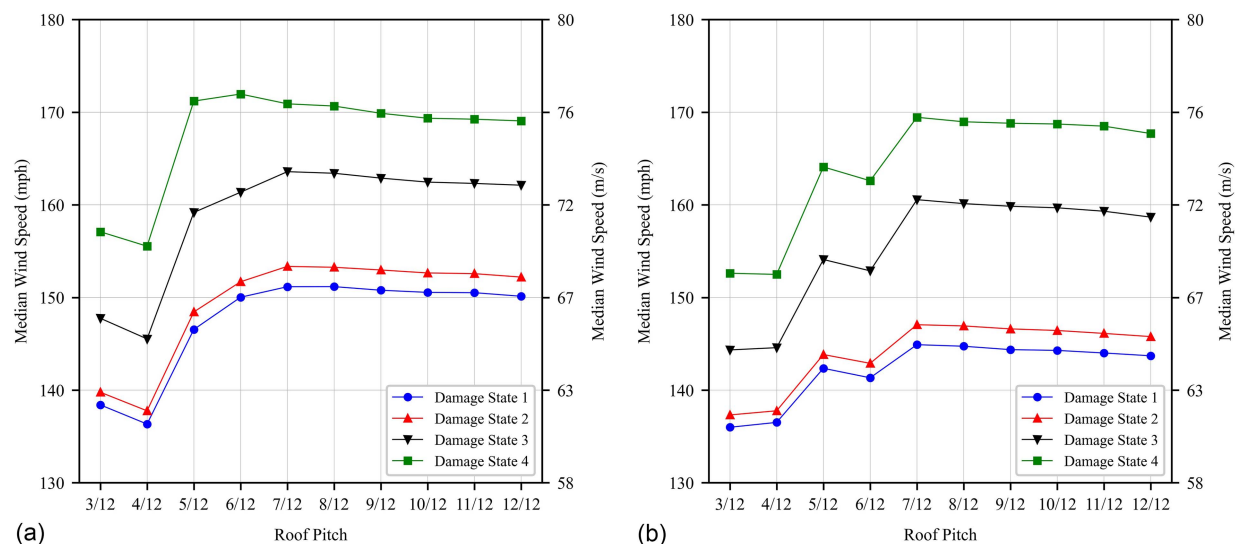 180
170
160
150
140
130
Median Wind Speed (mph)
80
76
72
67
63
58
Median Wind Speed (m/s)
Damage State 1
Damage State 2
Damage State 3
Damage State 4
3/12 4/12 5/12 6/12 7/12 8/12 9/12 10/12 11/12 12/12
Roof Pitch
(a)
180
170
160
150
140
130
Median Wind Speed (mph)
80
76
72
67
63
58
Median Wind Speed (m/s)
Damage State 1
Damage State 2
Damage State 3
Damage State 4
3/12 4/12 5/12 6/12 7/12 8/12 9/12 10/12 11/12 12/12
Roof Pitch
(b)